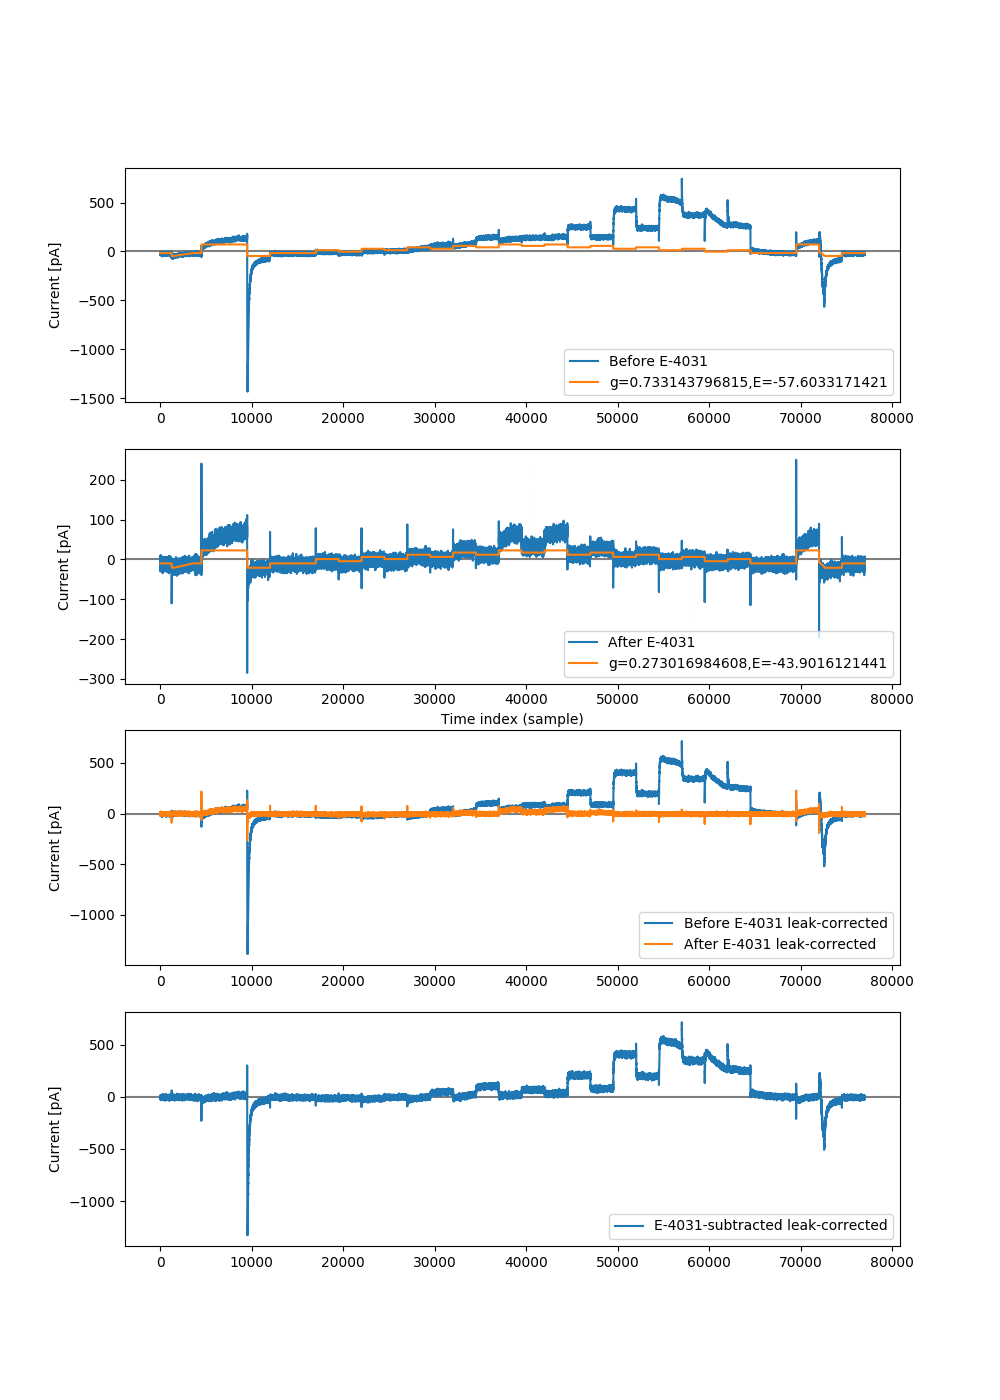 500
0
−500
−1000
−1500
Current [pA]
Before E-4031
g=0.733143796815,E=-57.6033171421
0 10000 20000 30000 40000 50000 60000 70000 80000
200
100
0
−100
−200
−300
Current [pA]
After E-4031
g=0.273016984608,E=-43.9016121441
0 10000 20000 30000 40000 50000 60000 70000 80000
Time index (sample)
500
0
−500
−1000
Current [pA]
Before E-4031 leak-corrected
After E-4031 leak-corrected
0 10000 20000 30000 40000 50000 60000 70000 80000
500
0
−500
−1000
Current [pA]
E-4031-subtracted leak-corrected
0 10000 20000 30000 40000 50000 60000 70000 80000